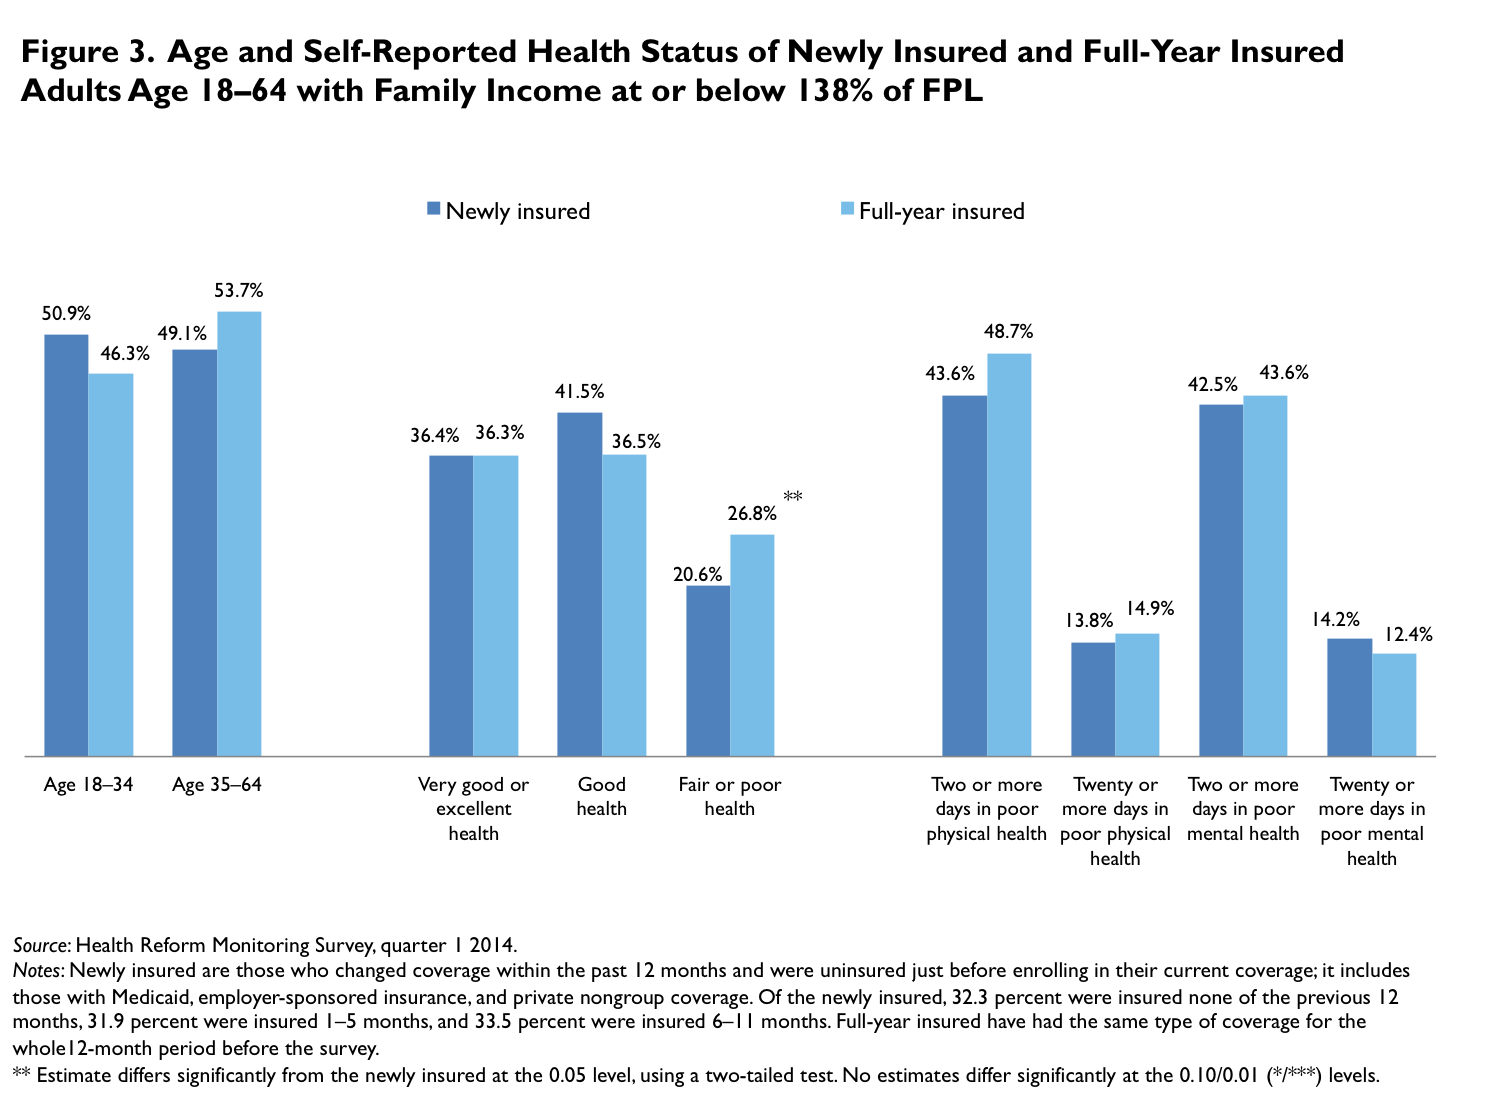 Figure 3. Age and Self-Reported Health Status of Newly Insured and Full-Year Insured
Adults Age 18–64 with Family Income at or below 138% of FPL
Newly insured
Full-year insured
50.9%
46.3%
49.1%
53.7%
36.4%
36.3%
41.5%
36.5%
20.6%
26.8%
**
43.6%
48.7%
13.8%
14.9%
42.5%
43.6%
14.2%
12.4%
Age 18–34
Age 35–64
Very good or
excellent
health
Good
health
Fair or poor
health
Two or more
days in poor
physical health
Twenty or
more days in
poor physical
health
Two or more
days in poor
mental health
Twenty or
more days in
poor mental
health
Source: Health Reform Monitoring Survey, quarter 1 2014.
Notes: Newly insured are those who changed coverage within the past 12 months and were uninsured just before enrolling in their current coverage; it includes
those with Medicaid, employer-sponsored insurance, and private nongroup coverage. Of the newly insured, 32.3 percent were insured none of the previous 12
months, 31.9 percent were insured 1–5 months, and 33.5 percent were insured 6–11 months. Full-year insured have had the same type of coverage for the
whole12-month period before the survey.
** Estimate differs significantly from the newly insured at the 0.05 level, using a two-tailed test. No estimates differ significantly at the 0.10/0.01 (*/***) levels.